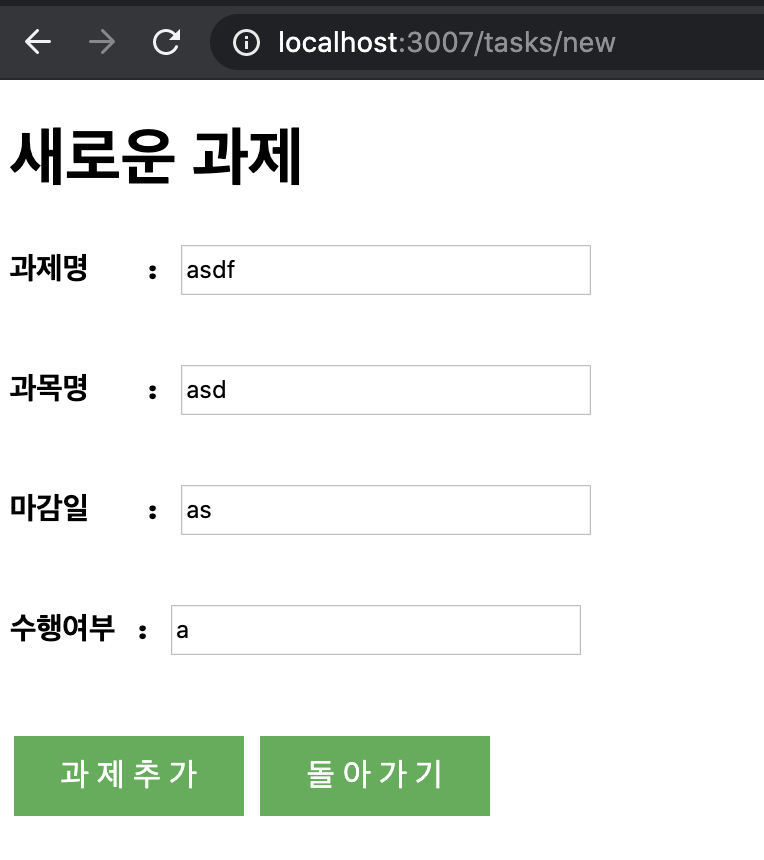 localhost:3007/tasks/new
새로운 과제
과제명 : asdf
과목명 : asd
마감일 : as
수행여부 : a
과제추가 돌아가기